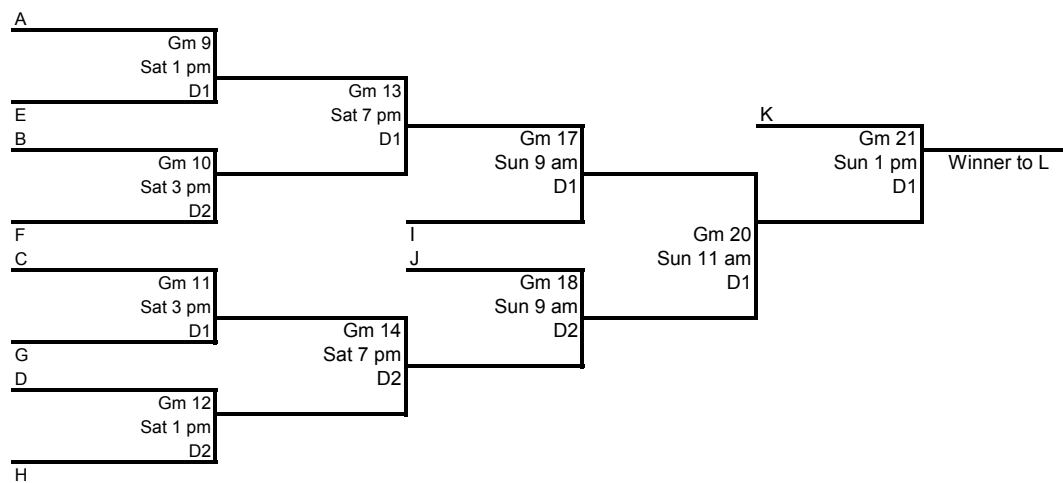 A
Gm 9
Sat 1 pm
D1
E
B
Gm 10
Sat 3 pm
D2
F
C
Gm 11
Sat 3 pm
D1
G
D
Gm 12
Sat 1 pm
D2
H
Gm 13
Sat 7 pm
D1
Gm 14
Sat 7 pm
D2
Gm 17
Sun 9 am
D1
I
J
Gm 18
Sun 9 am
D2
Gm 20
Sun 11 am
D1
K
Gm 21
Sun 1 pm
D1
Winner to L